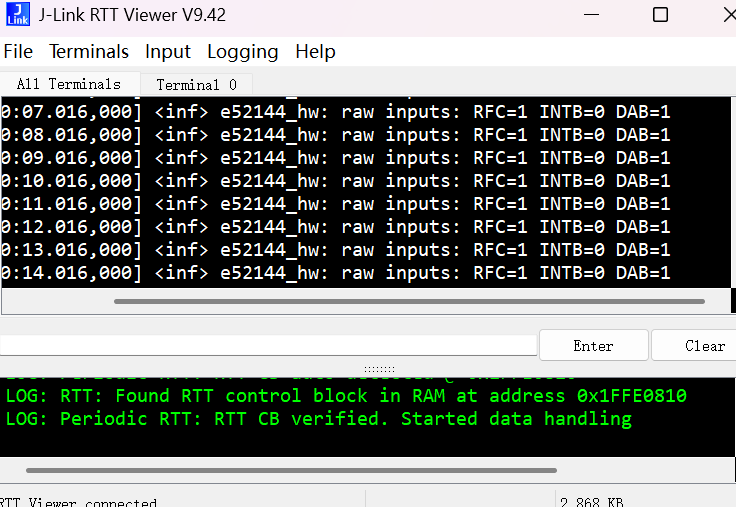 J-Link RTT Viewer V9.42
File Terminals Input Logging Help
All Terminals Terminal 0
0:07.016,000] <inf> e52144_hw: raw inputs: RFC=1 INTB=0 DAB=1
0:08.016,000] <inf> e52144_hw: raw inputs: RFC=1 INTB=0 DAB=1
0:09.016,000] <inf> e52144_hw: raw inputs: RFC=1 INTB=0 DAB=1
0:10.016,000] <inf> e52144_hw: raw inputs: RFC=1 INTB=0 DAB=1
0:11.016,000] <inf> e52144_hw: raw inputs: RFC=1 INTB=0 DAB=1
0:12.016,000] <inf> e52144_hw: raw inputs: RFC=1 INTB=0 DAB=1
0:13.016,000] <inf> e52144_hw: raw inputs: RFC=1 INTB=0 DAB=1
0:14.016,000] <inf> e52144_hw: raw inputs: RFC=1 INTB=0 DAB=1
Enter Clear
LOG: RTT: Found RTT control block in RAM at address 0x1FFE0810
LOG: Periodic RTT: RTT CB verified. Started data handling
RTT Viewer connected. 2.868 KB